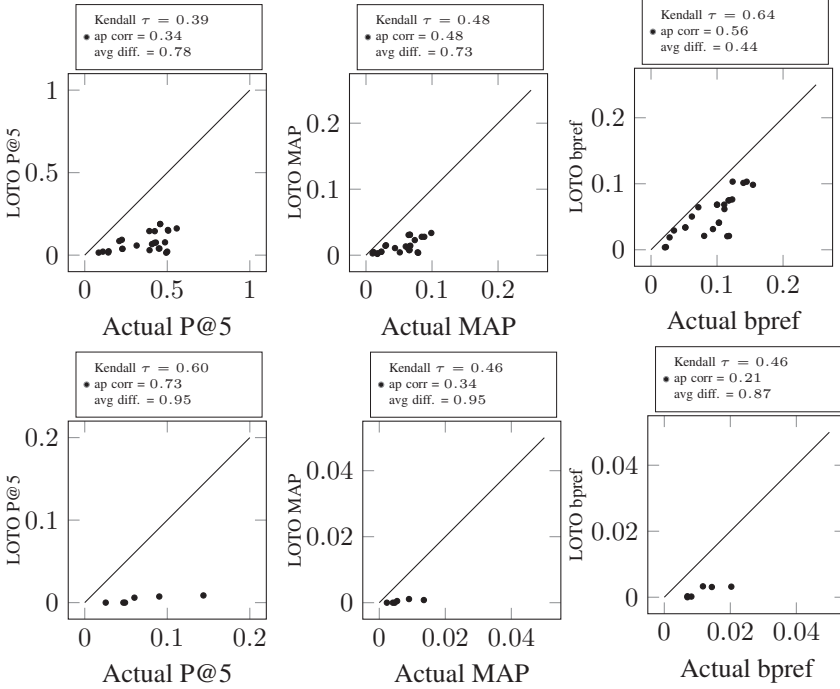 Kendall τ = 0.39
ap corr = 0.34
avg diff. = 0.78
1
0.5
0
0
0.5
1
LOTO P@5
Actual P@5
Kendall τ = 0.48
ap corr = 0.48
avg diff. = 0.73
0.2
0.1
0
0
0.1
0.2
LOTO MAP
Actual MAP
Kendall τ = 0.64
ap corr = 0.56
avg diff. = 0.44
0.2
0.1
0
0
0.1
0.2
LOTO bpref
Actual bpref
Kendall τ = 0.60
ap corr = 0.73
avg diff. = 0.95
0.2
0.1
0
0
0.1
0.2
LOTO P@5
Actual P@5
Kendall τ = 0.46
ap corr = 0.34
avg diff. = 0.95
0.04
0.02
0
0
0.02
0.04
LOTO MAP
Actual MAP
Kendall τ = 0.46
ap corr = 0.21
avg diff. = 0.87
0.04
0.02
0
0
0.02
0.04
LOTO bpref
Actual bpref